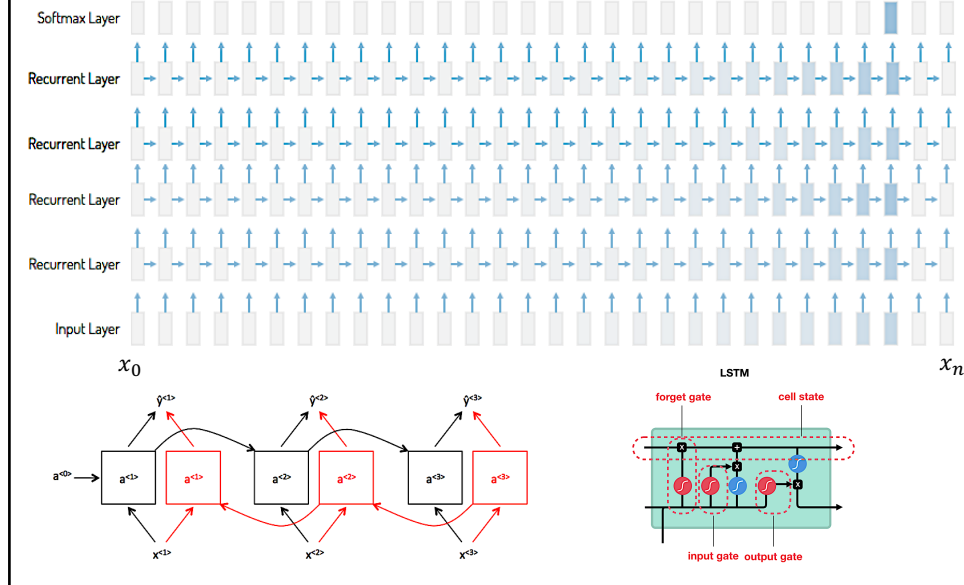 Softmax Layer
Recurrent Layer
Recurrent Layer
Recurrent Layer
Recurrent Layer
Input Layer
x₀
xₙ
LSTM
ŷ<1>
ŷ<2>
ŷ<3>
a<0>
a<1>
a<1>
a<2>
a<2>
a<3>
a<3>
x<1>
x<2>
x<3>
forget gate
cell state
x
+
x
x
input gate
output gate